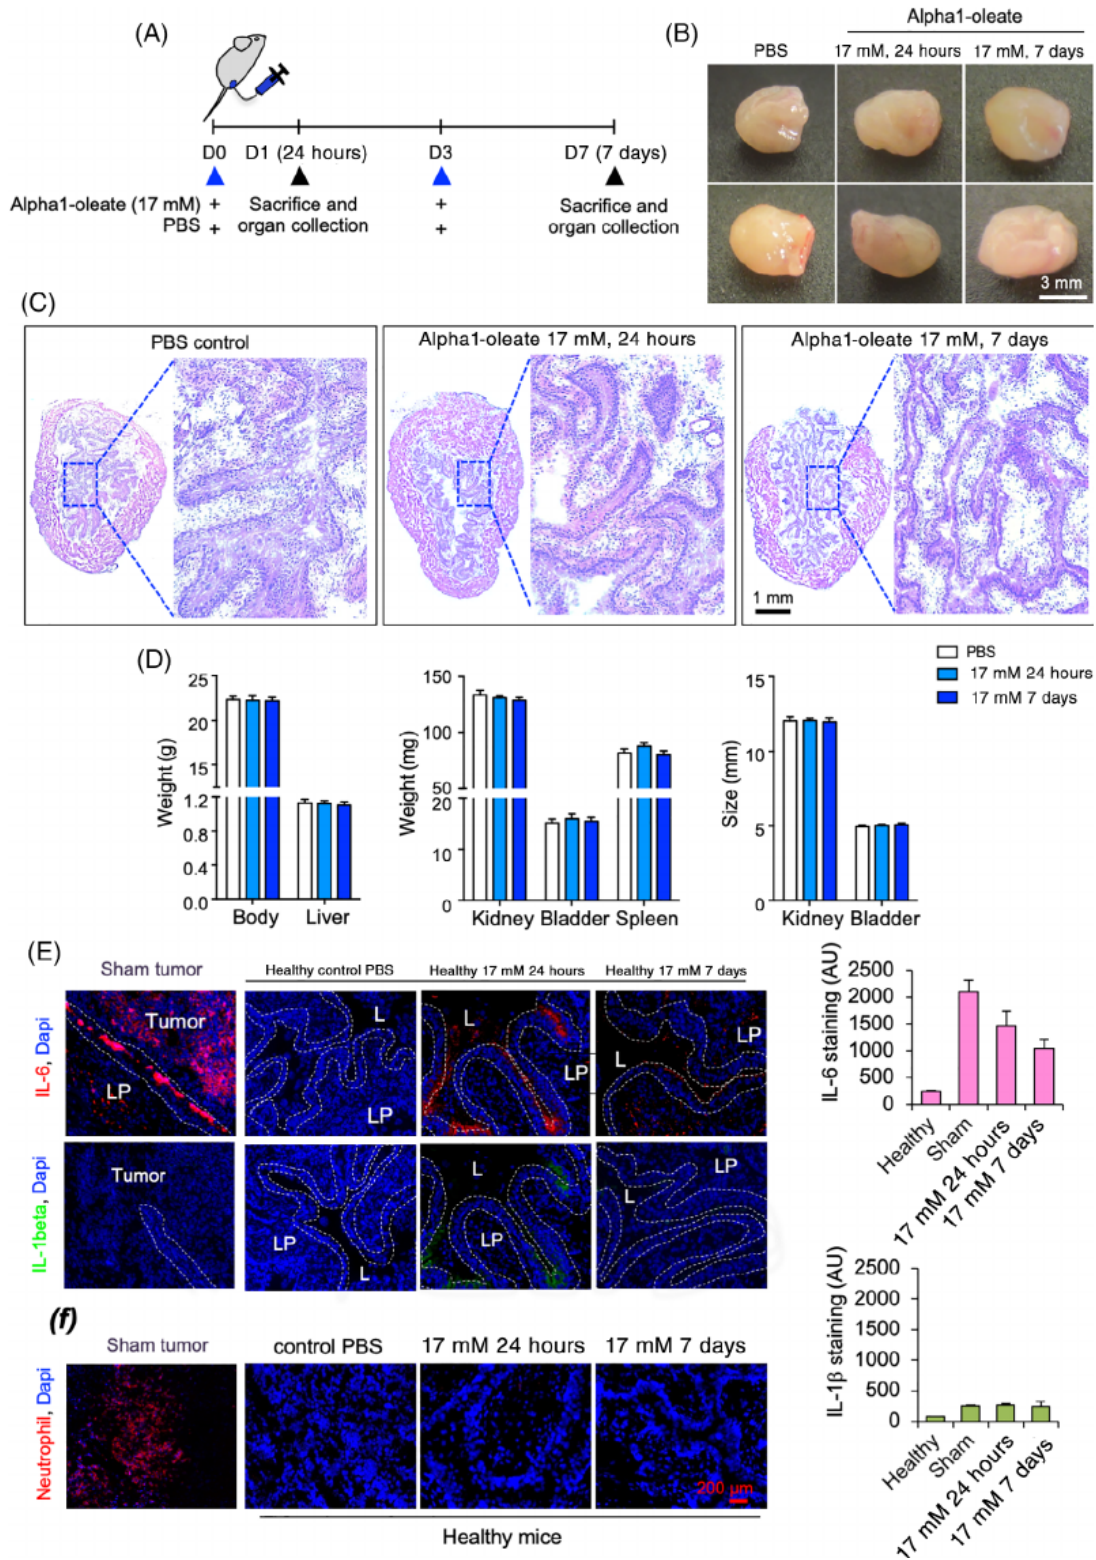 (A)
D0 D1 (24 hours) D3 D7 (7 days)
Alpha1-oleate (17 mM) + Sacrifice and + Sacrifice and
PBS + organ collection + organ collection
(B)
Alpha1-oleate
PBS 17 mM, 24 hours 17 mM, 7 days
3 mm
(C)
PBS control
Alpha1-oleate 17 mM, 24 hours
Alpha1-oleate 17 mM, 7 days
1 mm
(D)
PBS
17 mM 24 hours
17 mM 7 days
Weight (g)
25
20
15
1.2
0.8
0.4
0.0
Body Liver
Weight (mg)
150
100
50
20
10
0
Kidney Bladder Spleen
Size (mm)
15
10
5
0
Kidney Bladder
(E)
Sham tumor Healthy control PBS Healthy 17 mM 24 hours Healthy 17 mM 7 days
IL-6, Dapi
Tumor
LP
L
LP
L
LP
L
LP
IL-1beta, Dapi
Tumor
LP
L
L
LP
L
LP
IL-6 staining (AU)
2500
2000
1500
1000
500
0
Healthy
Sham
17 mM 24 hours
17 mM 7 days
IL-1β staining (AU)
2500
2000
1500
1000
500
0
Healthy
Sham
17 mM 24 hours
17 mM 7 days
(f)
Sham tumor control PBS 17 mM 24 hours 17 mM 7 days
Neutrophil, Dapi
200 µm
Healthy mice